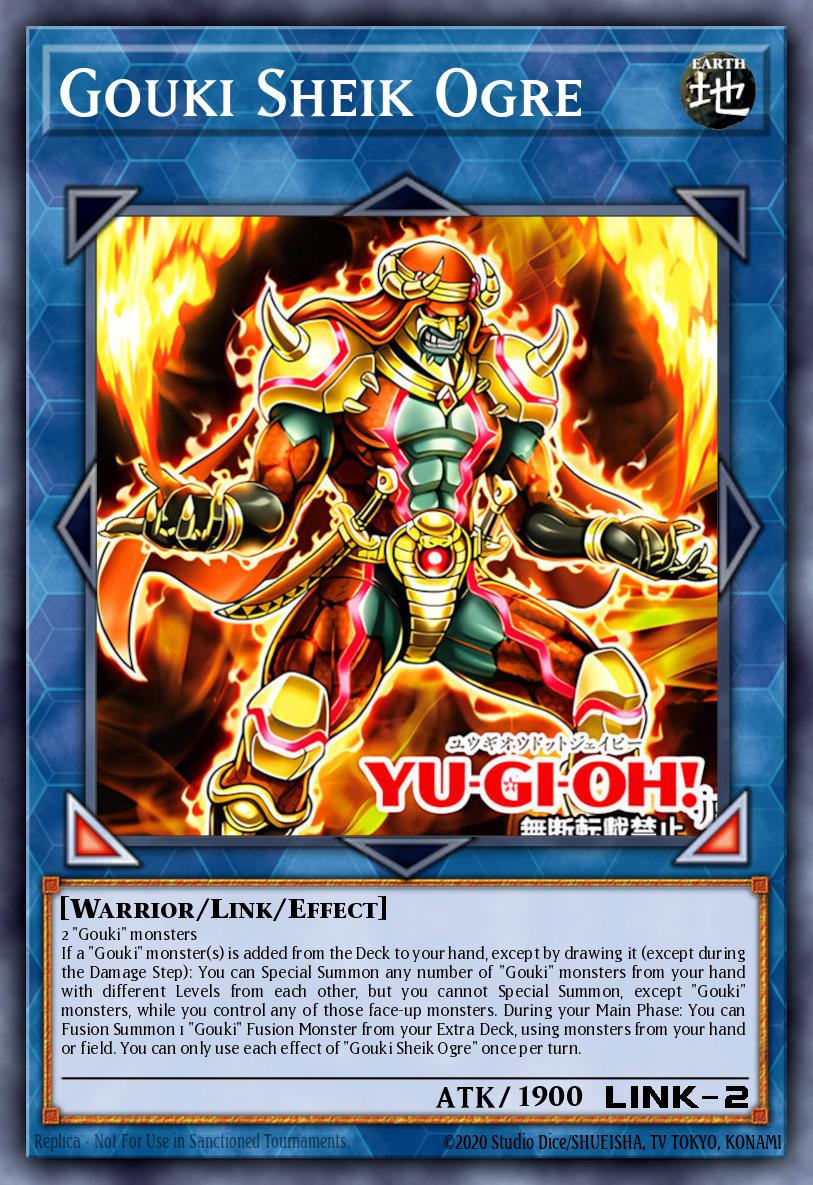 Gouki Sheik Ogre
EARTH
地
ユウギオウドットジェイピー
YU-GI-OH!.j
無断転載禁止
[Warrior/Link/Effect]
2 "Gouki" monsters
If a "Gouki" monster(s) is added from the Deck to your hand, except by drawing it (except during
the Damage Step): You can Special Summon any number of "Gouki" monsters from your hand
with different Levels from each other, but you cannot Special Summon, except "Gouki"
monsters, while you control any of those face-up monsters. During your Main Phase: You can
Fusion Summon 1 "Gouki" Fusion Monster from your Extra Deck, using monsters from your hand
or field. You can only use each effect of "Gouki Sheik Ogre" once per turn.
ATK/1900 LINK-2
Replica - Not For Use in Sanctioned Tournaments.
©2020 Studio Dice/SHUEISHA, TV TOKYO, KONAMI